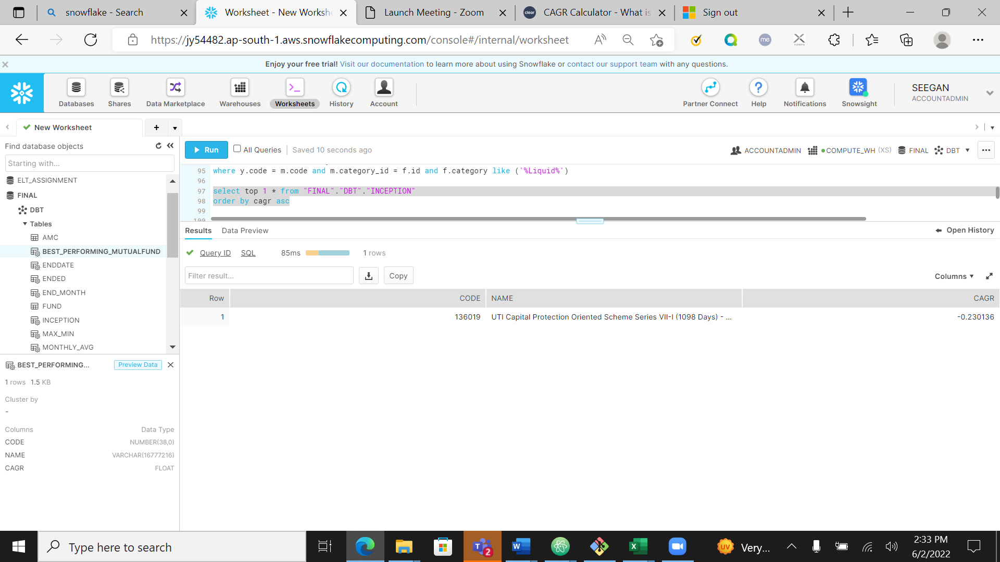 snowflake - Search
Worksheet - New Workshe
Launch Meeting - Zoom
CAGR Calculator - What is
Sign out
https://jy54482.ap-south-1.aws.snowflakecomputing.com/console#/internal/worksheet
me
Enjoy your free trial! Visit our documentation to learn more about using Snowflake or contact our support team with any questions.
Databases
Shares
Data Marketplace
Warehouses
Worksheets
History
Account
Partner Connect
Help
Notifications
Snowsight
SEEGAN
ACCOUNTADMIN
New Worksheet
Find database objects
Starting with...
Run
All Queries
Saved 10 seconds ago
ACCOUNTADMIN
COMPUTE_WH (XS)
FINAL
DBT
ELT_ASSIGNMENT
FINAL
DBT
Tables
AMC
BEST_PERFORMING_MUTUALFUND
ENDDATE
ENDED
END_MONTH
FUND
INCEPTION
MAX_MIN
MONTHLY_AVG
95 where y.code = m.code and m.category_id = f.id and f.category like ('%Liquid%')
96
97 select top 1 * from "FINAL"."DBT"."INCEPTION"
98 order by cagr asc
99
100
Results
Data Preview
Open History
Query ID
SQL
85ms
1 rows
Filter result...
Copy
Columns
Row CODE NAME CAGR
1 136019 UTI Capital Protection Oriented Scheme Series VII-I (1098 Days) - ... -0.230136
BEST_PERFORMING...
Preview Data
1 rows 1.5 KB
Cluster by
-
Columns Data Type
CODE NUMBER(38,0)
NAME VARCHAR(16777216)
CAGR FLOAT
Type here to search
2
UV
Very...
2:33 PM
6/2/2022